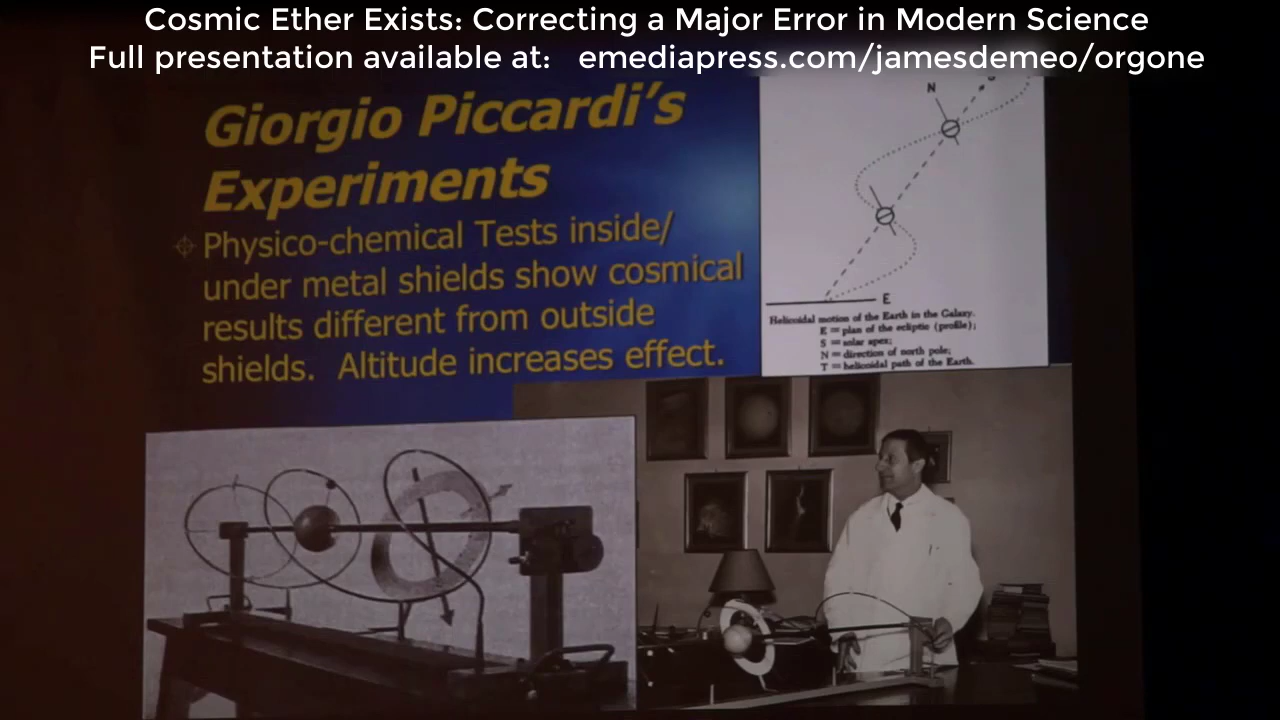 Cosmic Ether Exists: Correcting a Major Error in Modern Science
Full presentation available at: emediapress.com/jamesdemeo/orgone
Giorgio Piccardi's
Experiments
Physico-chemical Tests inside/
under metal shields show cosmical
results different from outside
shields. Altitude increases effect.
N
E
Helicoidal motion of the Earth in the Galaxy.
E = plan of the ecliptic (profile);
S = solar apex;
N = direction of north pole;
T = helicoidal path of the Earth.